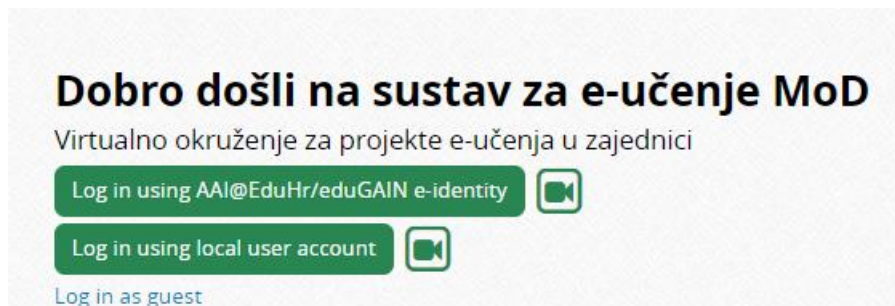 Dobro došli na sustav za e-učenje MoD
Virtualno okruženje za projekte e-učenja u zajednici
Log in using AAI@EduHr/eduGAIN e-identity
Log in using local user account
Log in as guest